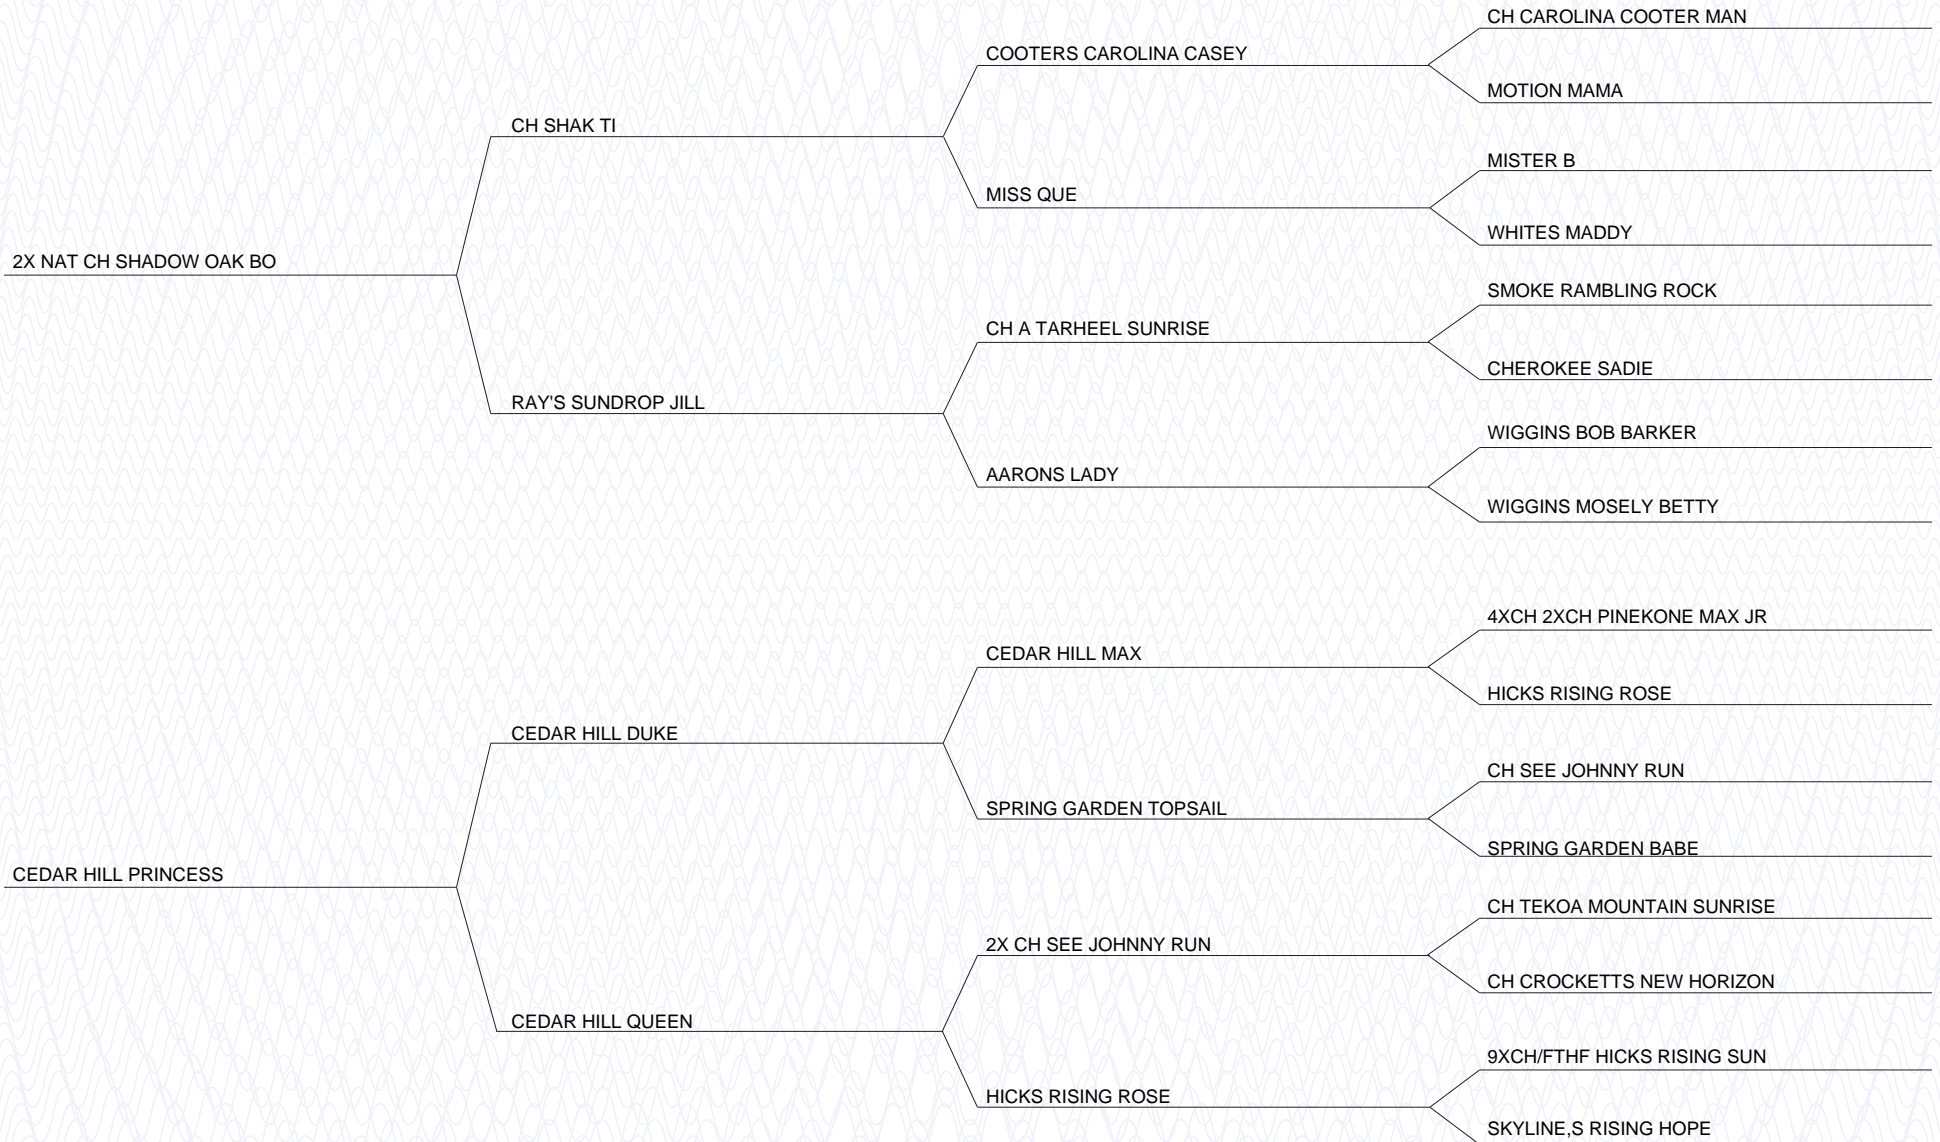 CH CAROLINA COOTER MAN
COOTERS CAROLINA CASEY
MOTION MAMA
CH SHAK TI
MISTER B
MISS QUE
WHITES MADDY
2X NAT CH SHADOW OAK BO
SMOKE RAMBLING ROCK
CH A TARHEEL SUNRISE
CHEROKEE SADIE
RAY'S SUNDROP JILL
WIGGINS BOB BARKER
AARONS LADY
WIGGINS MOSELY BETTY
4XCH 2XCH PINEKONE MAX JR
CEDAR HILL MAX
HICKS RISING ROSE
CEDAR HILL DUKE
CH SEE JOHNNY RUN
SPRING GARDEN TOPSAIL
SPRING GARDEN BABE
CEDAR HILL PRINCESS
CH TEKOA MOUNTAIN SUNRISE
2X CH SEE JOHNNY RUN
CH CROCKETTS NEW HORIZON
CEDAR HILL QUEEN
9XCH/FTHF HICKS RISING SUN
HICKS RISING ROSE
SKYLINE,S RISING HOPE